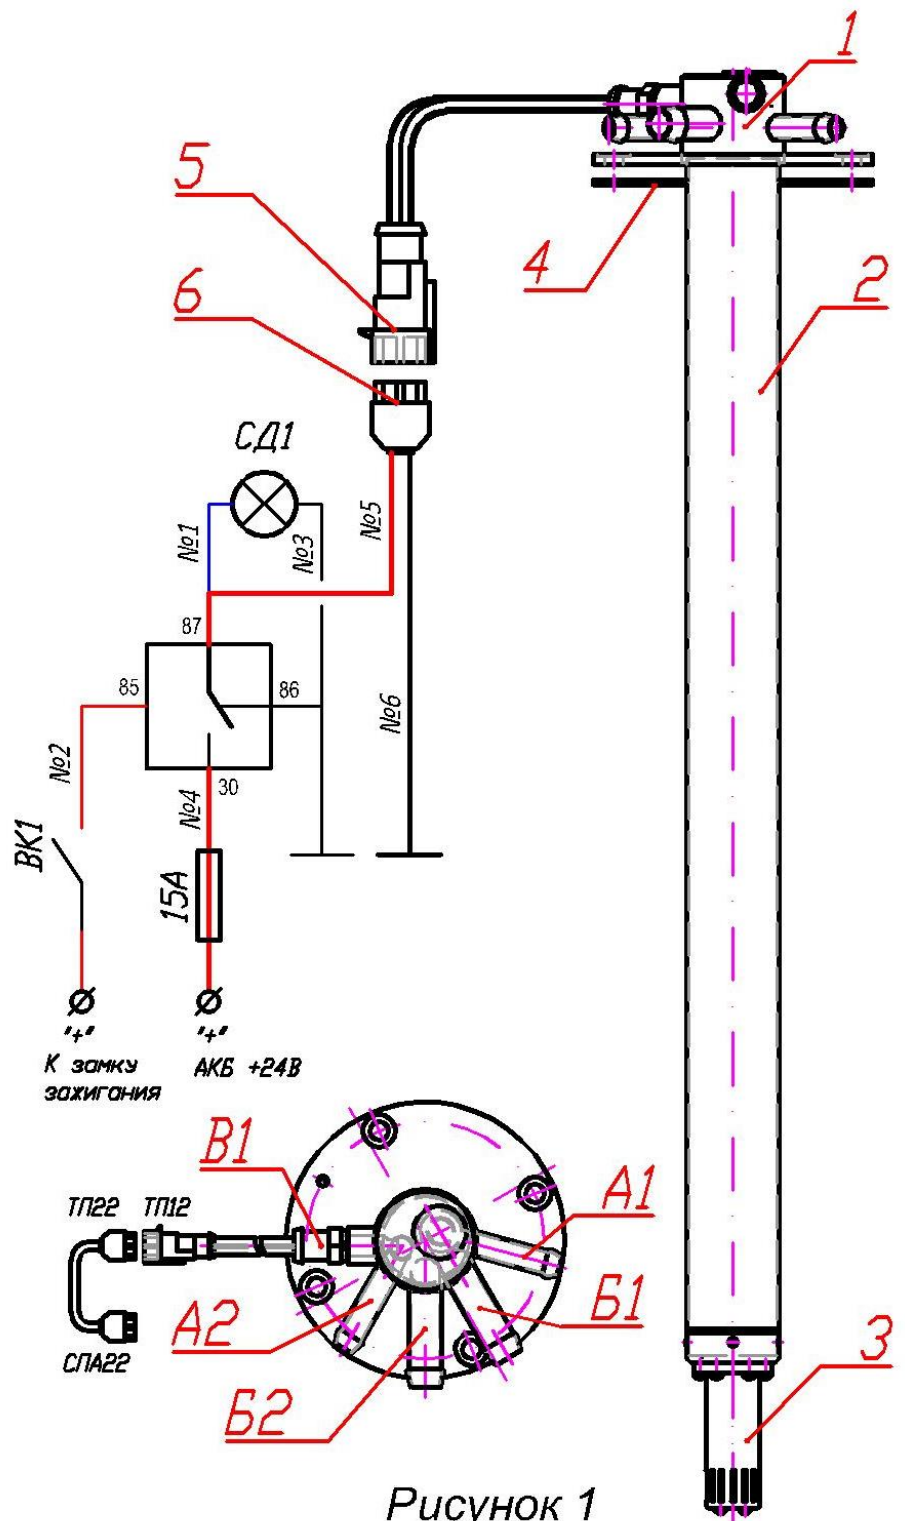 1
5
4
2
6
СД1
№1
№3
№5
87
85
86
№2
№6
30
№4
ВК1
15А
"+"
"+"
К замку
зажигания
АКБ +24В
В1
ТП22
ТП12
А1
А2
Б1
3
СПА22
Б2
Рисунок 1